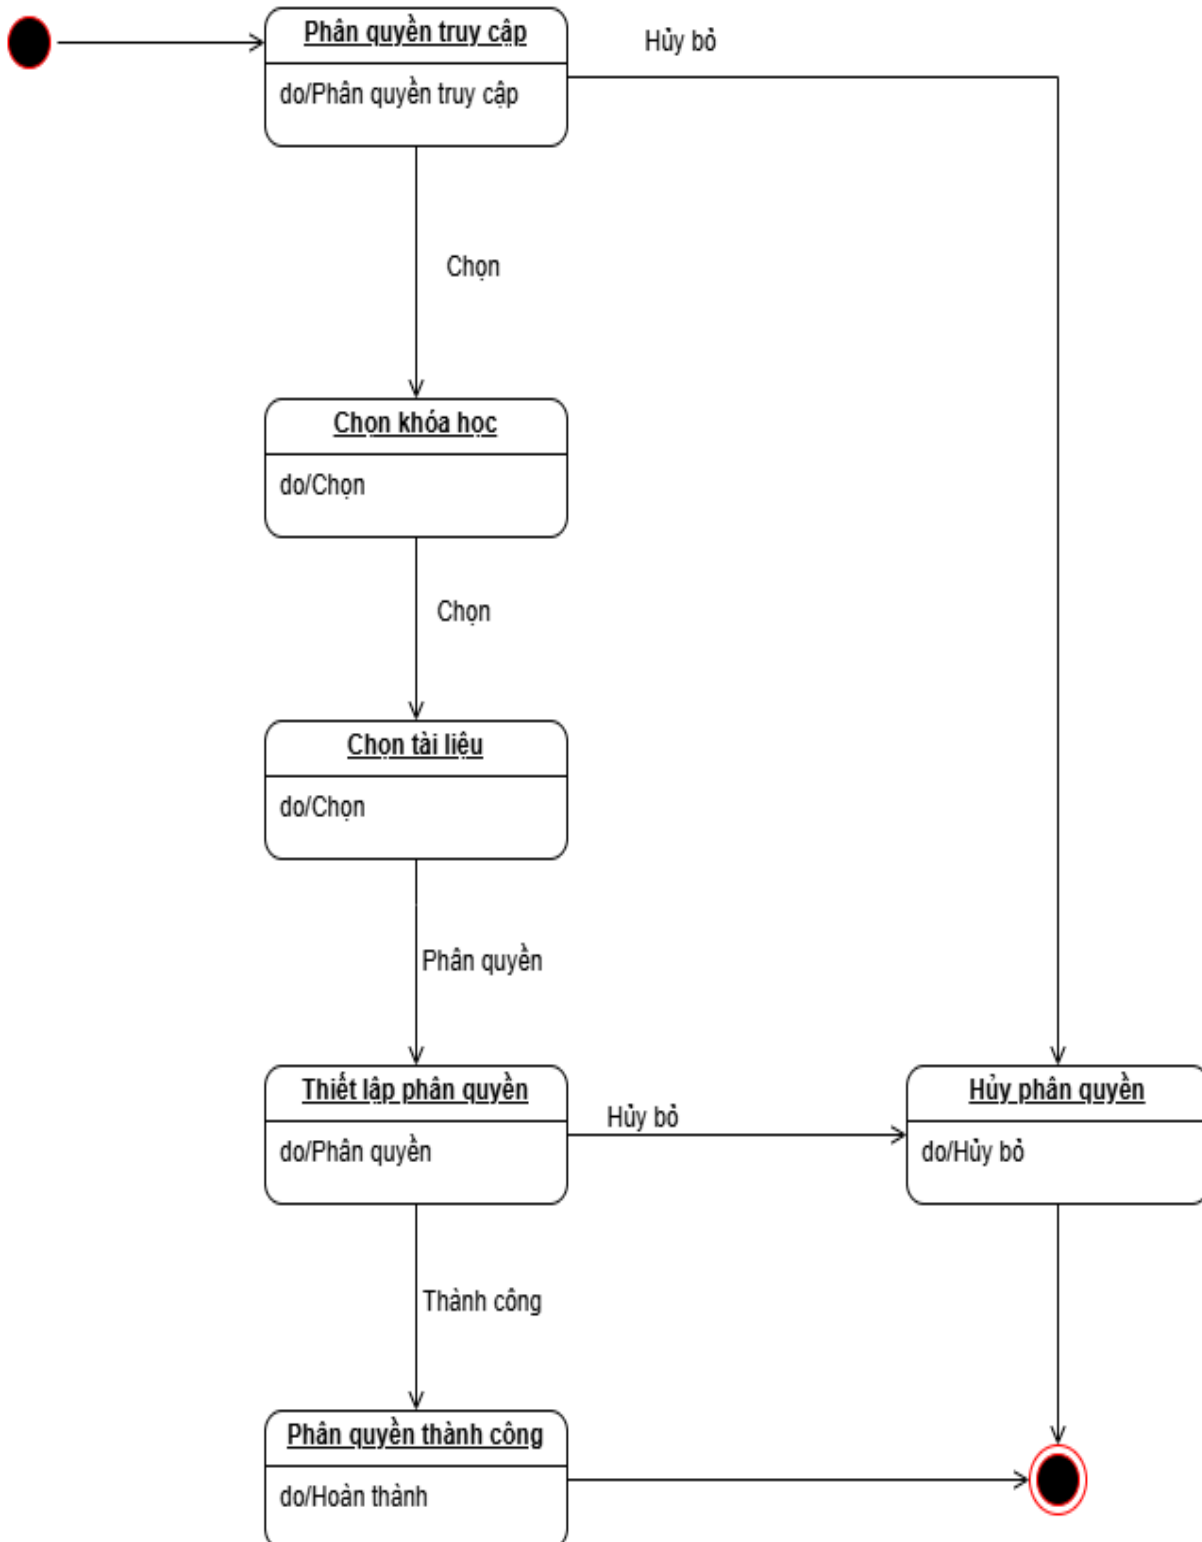 Phân quyền truy cập
Hủy bỏ
do/Phân quyền truy cập
Chọn
Chọn khóa học
do/Chọn
Chọn
Chọn tài liệu
do/Chọn
Phân quyền
Thiết lập phân quyền
Hủy bỏ
do/Phân quyền
Hủy phân quyền
do/Hủy bỏ
Thành công
Phân quyền thành công
do/Hoàn thành